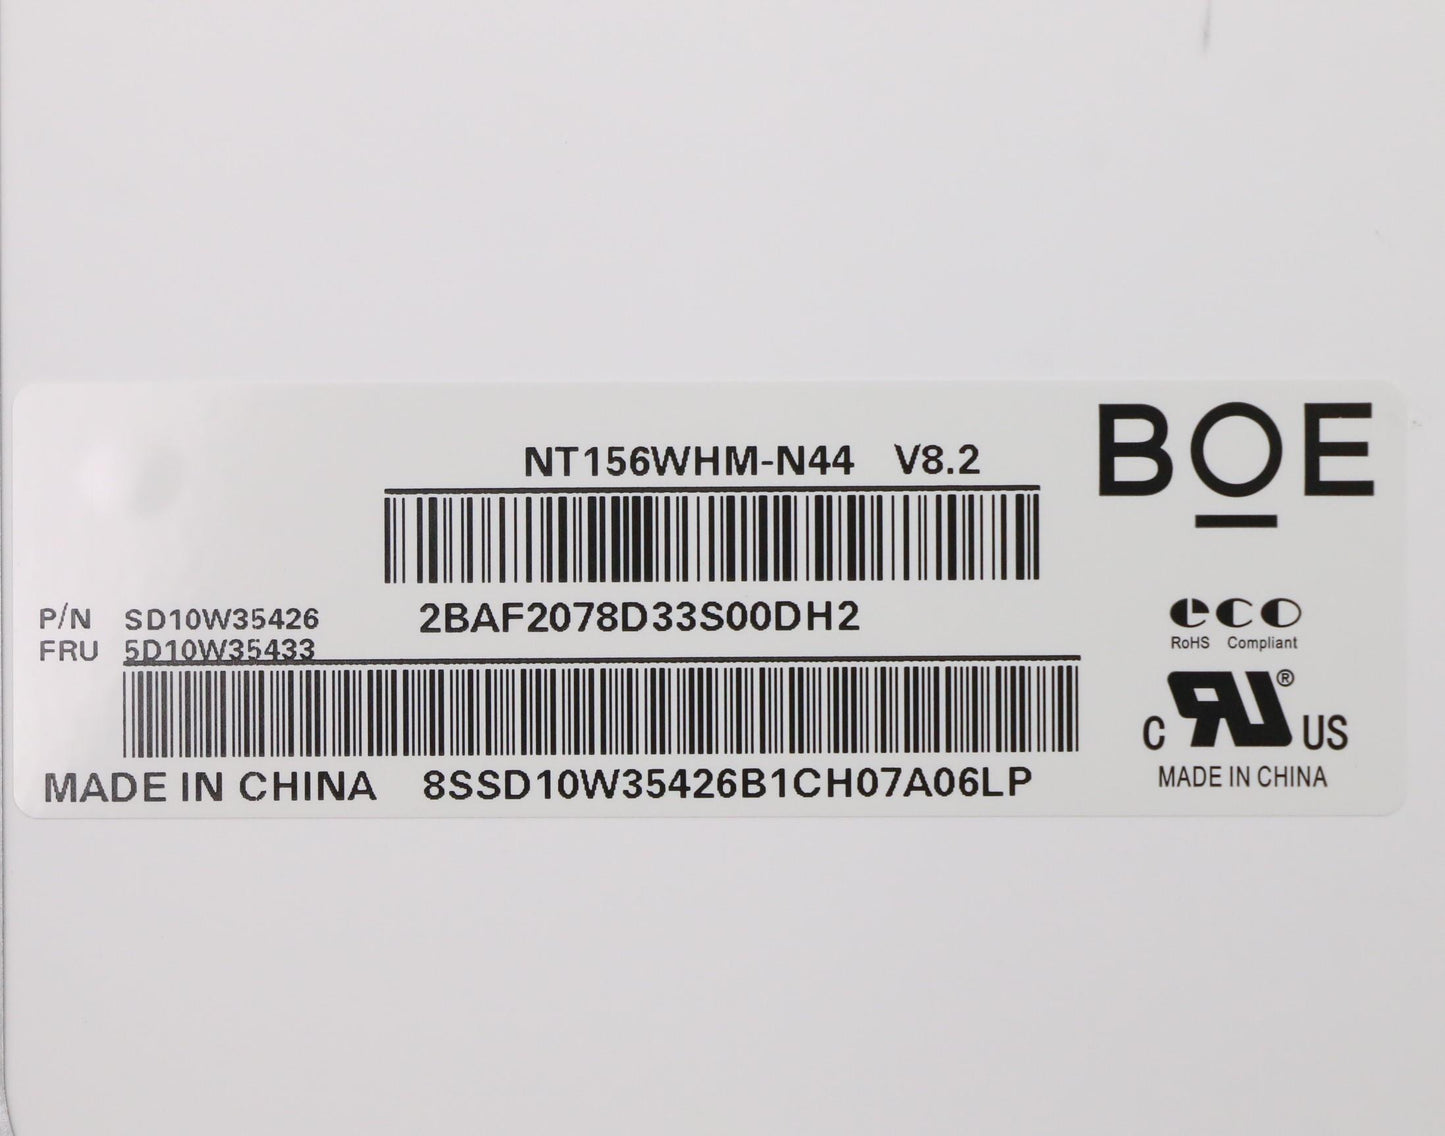 NT156WHM-N44 V8.2
BOE
P/N SD10W35426
2BAF2078D33S00DH2
FRU 5D10W35433
eco
RoHS Compliant
C RU ® US
MADE IN CHINA
8SSD10W35426B1CH07A06LP
MADE IN CHINA